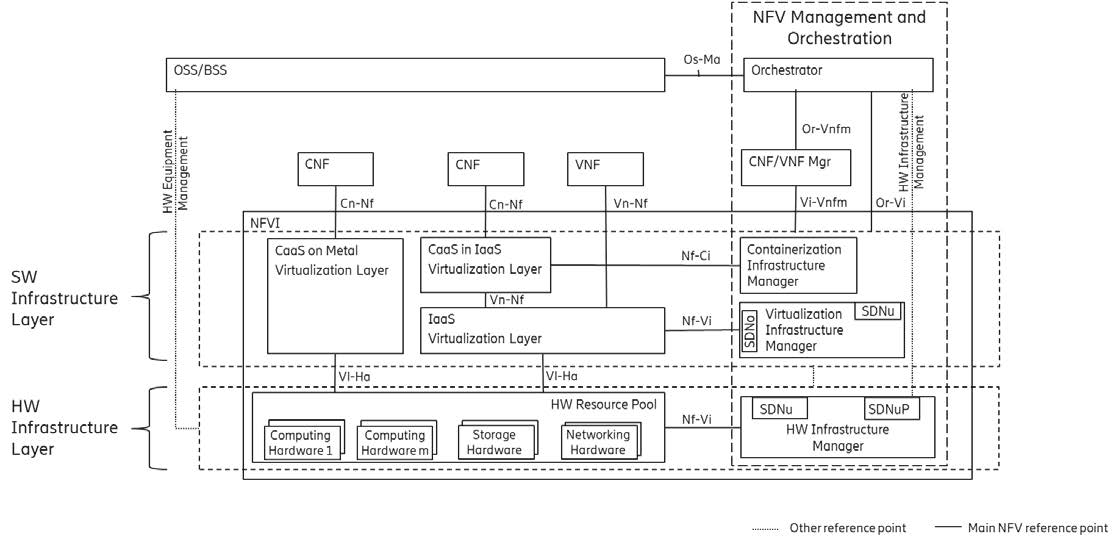 NFV Management and
Orchestration
OSS/BSS
Os-Ma
Orchestrator
HW Equipment
Management
Or-Vnfm
HW Infrastructure
Management
CNF
CNF
VNF
CNF/VNF Mgr
Cn-Nf
Cn-Nf
Vn-Nf
Vi-Vnfm
Or-Vi
NFVI
SW
Infrastructure
Layer
CaaS on Metal
Virtualization Layer
CaaS in IaaS
Virtualization Layer
Nf-Ci
Containerization
Infrastructure
Manager
Vn-Nf
IaaS
Virtualization Layer
Nf-Vi
SDNo
Virtualization
Infrastructure
Manager
SDNu
Vl-Ha
Vl-Ha
HW
Infrastructure
Layer
HW Resource Pool
Computing
Hardware 1
Computing
Hardware m
Storage
Hardware
Networking
Hardware
Nf-Vi
SDNu
SDNuP
HW Infrastructure
Manager
Other reference point
Main NFV reference point